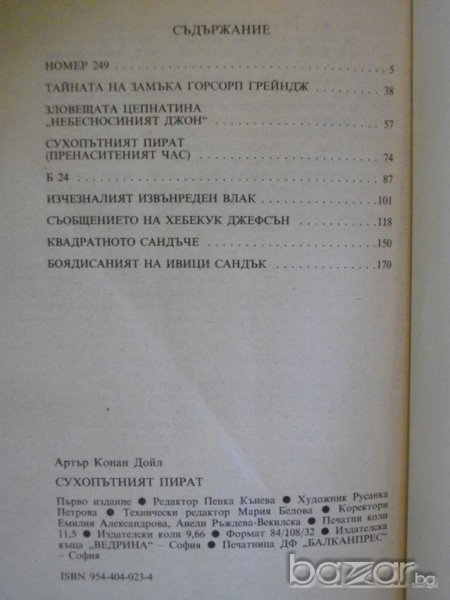 СЪДЪРЖАНИЕ
НОМЕР 249 . . . . . . . . . . . . . . . . . . . . . . . . . . . . . . 5
ТАЙНАТА НА ЗАМЪКА ГОРСОРП ГРЕЙНДЖ . . . . . . . . 38
ЗЛОВЕЩАТА ЦЕПНАТИНА
„НЕБЕСНОСИНИЯТ ДЖОН“ . . . . . . . . . . . . . . . . . . . 57
СУХОПЪТНИЯТ ПИРАТ
(ПРЕНАСИТЕНИЯТ ЧАС) . . . . . . . . . . . . . . . . . . . . 74
Б 24 . . . . . . . . . . . . . . . . . . . . . . . . . . . . . . . . . . . 87
ИЗЧЕЗНАЛИЯТ ИЗВЪНРЕДЕН ВЛАК . . . . . . . . . . . . 101
СЪОБЩЕНИЕТО НА ХЕБЕКУК ДЖЕФСЪН . . . . . . . . . 118
КВАДРАТНОТО САНДЪЧЕ . . . . . . . . . . . . . . . . . . . . 150
БОЯДИСАНИЯТ НА ИВИЦИ САНДЪК . . . . . . . . . . . . . 170
Артър Конан Дойл
СУХОПЪТНИЯТ ПИРАТ
Първо издание ● Редактор Пенка Кънева ● Художник Русанка
Петрова ● Технически редактор Мария Белова ● Коректори
Емилия Александрова, Анели Ръждева-Векилска ● Печатни коли
11,5 ● Издателски коли 9,66 ● Формат 84/108/32 ● Издателска
къща „ВЕДРИНА“ – София ● Печатница ДФ „БАЛКАНПРЕС“
– София
ISBN 954-404-023-4
bazar.bg